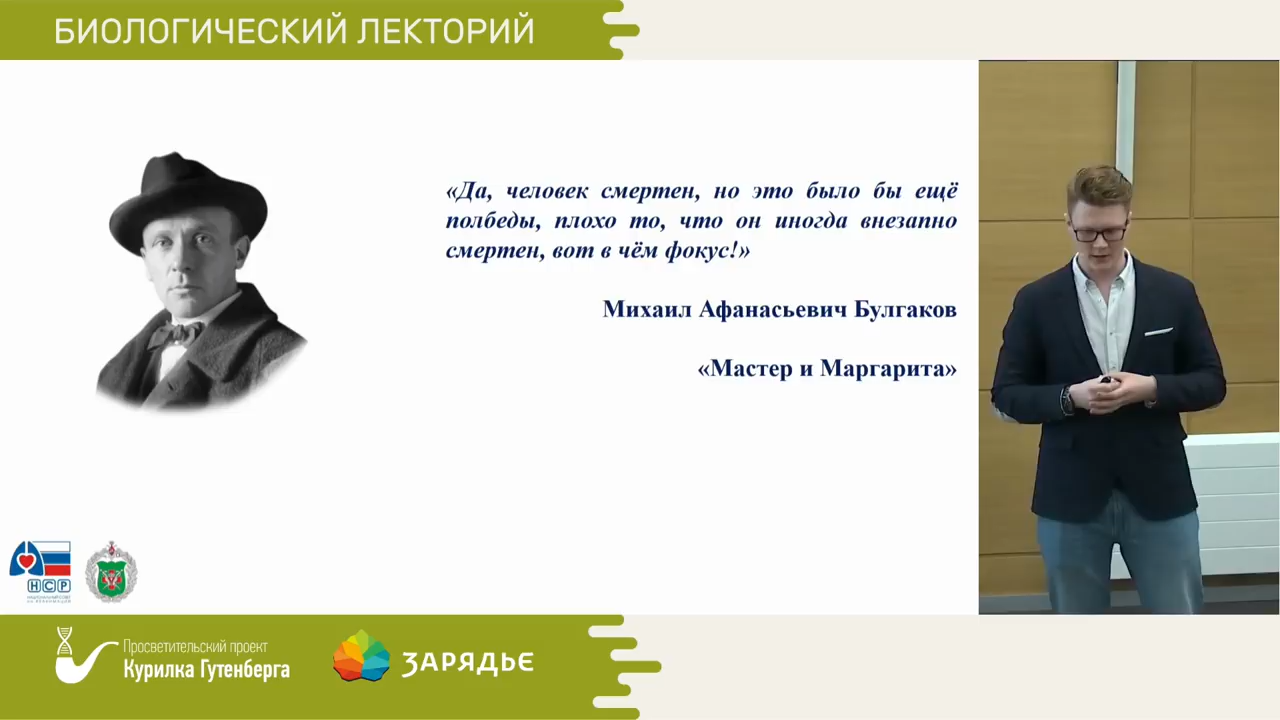 БИОЛОГИЧЕСКИЙ ЛЕКТОРИЙ
«Да, человек смертен, но это было бы ещё
полбеды, плохо то, что он иногда внезапно
смертен, вот в чём фокус!»
Михаил Афанасьевич Булгаков
«Мастер и Маргарита»
НСР
Просветительский проект
Курилка Гутенберга
ЗАРЯДЬЕ